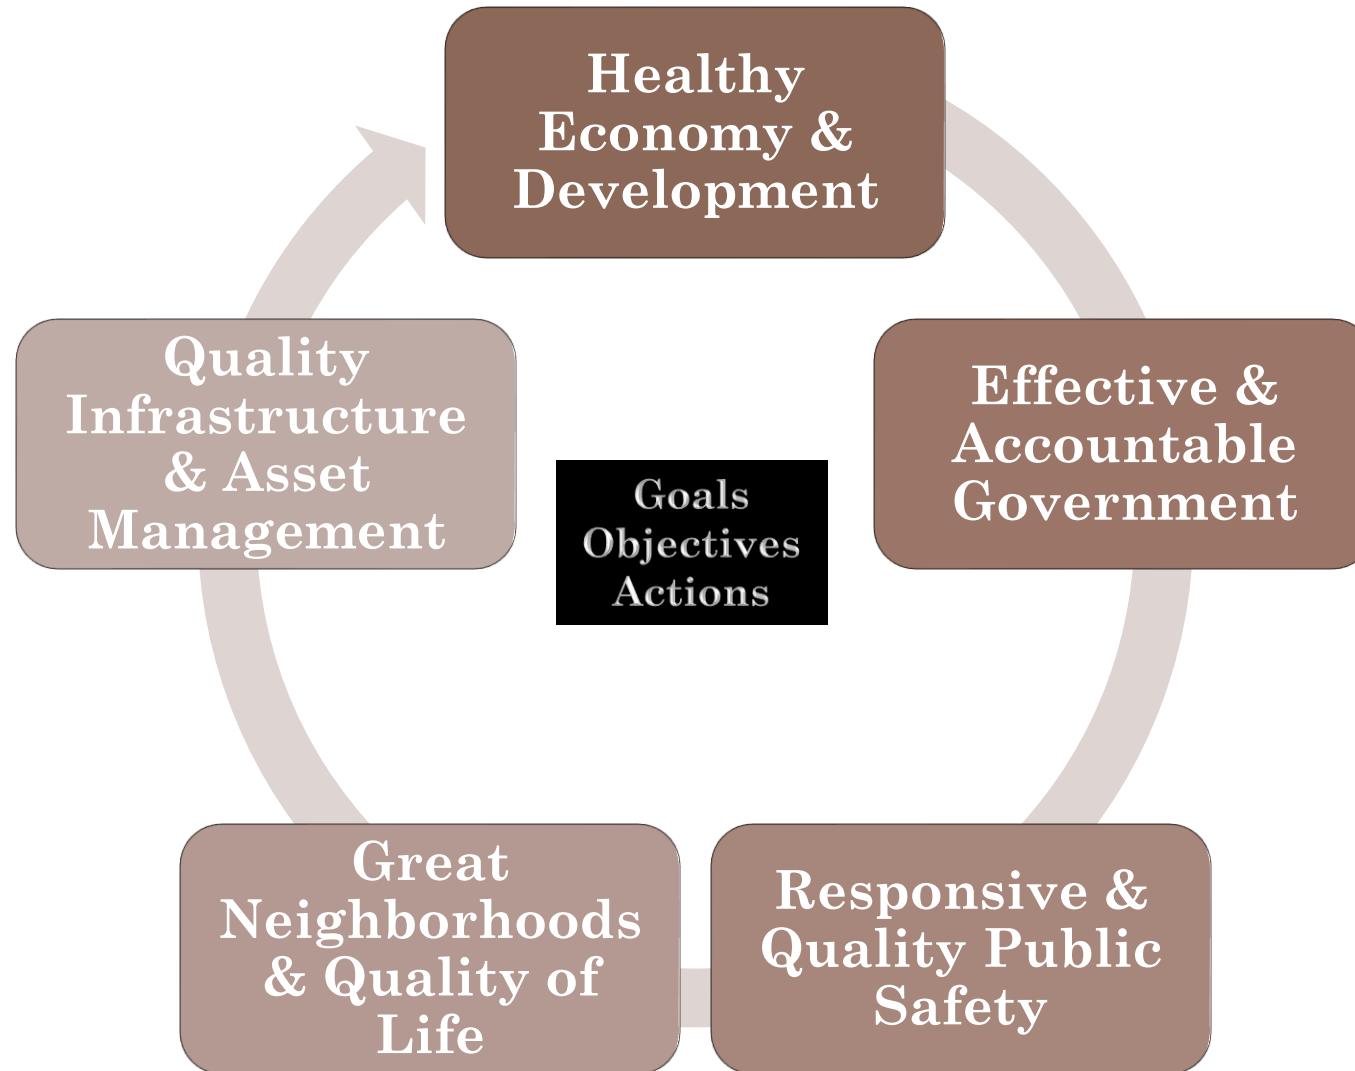 Healthy
Economy &
Development
Effective &
Accountable
Government
Responsive &
Quality Public
Safety
Great
Neighborhoods
& Quality of
Life
Quality
Infrastructure
& Asset
Management
Goals
Objectives
Actions